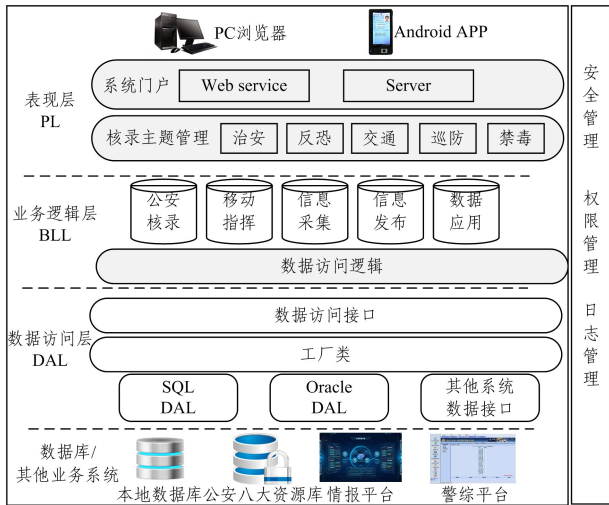 PC浏览器
Android APP
表现层
PL
系统门户
Web service
Server
核录主题管理
治安
反恐
交通
巡防
禁毒
业务逻辑层
BLL
公安
核录
移动
指挥
信息
采集
信息
发布
数据
应用
数据访问逻辑
数据访问层
DAL
数据访问接口
工厂类
SQL
DAL
Oracle
DAL
其他系统
数据接口
数据库/
其他业务系统
本地数据库
公安八大资源库
情报平台
警综平台
安全管理
权限管理
日志管理